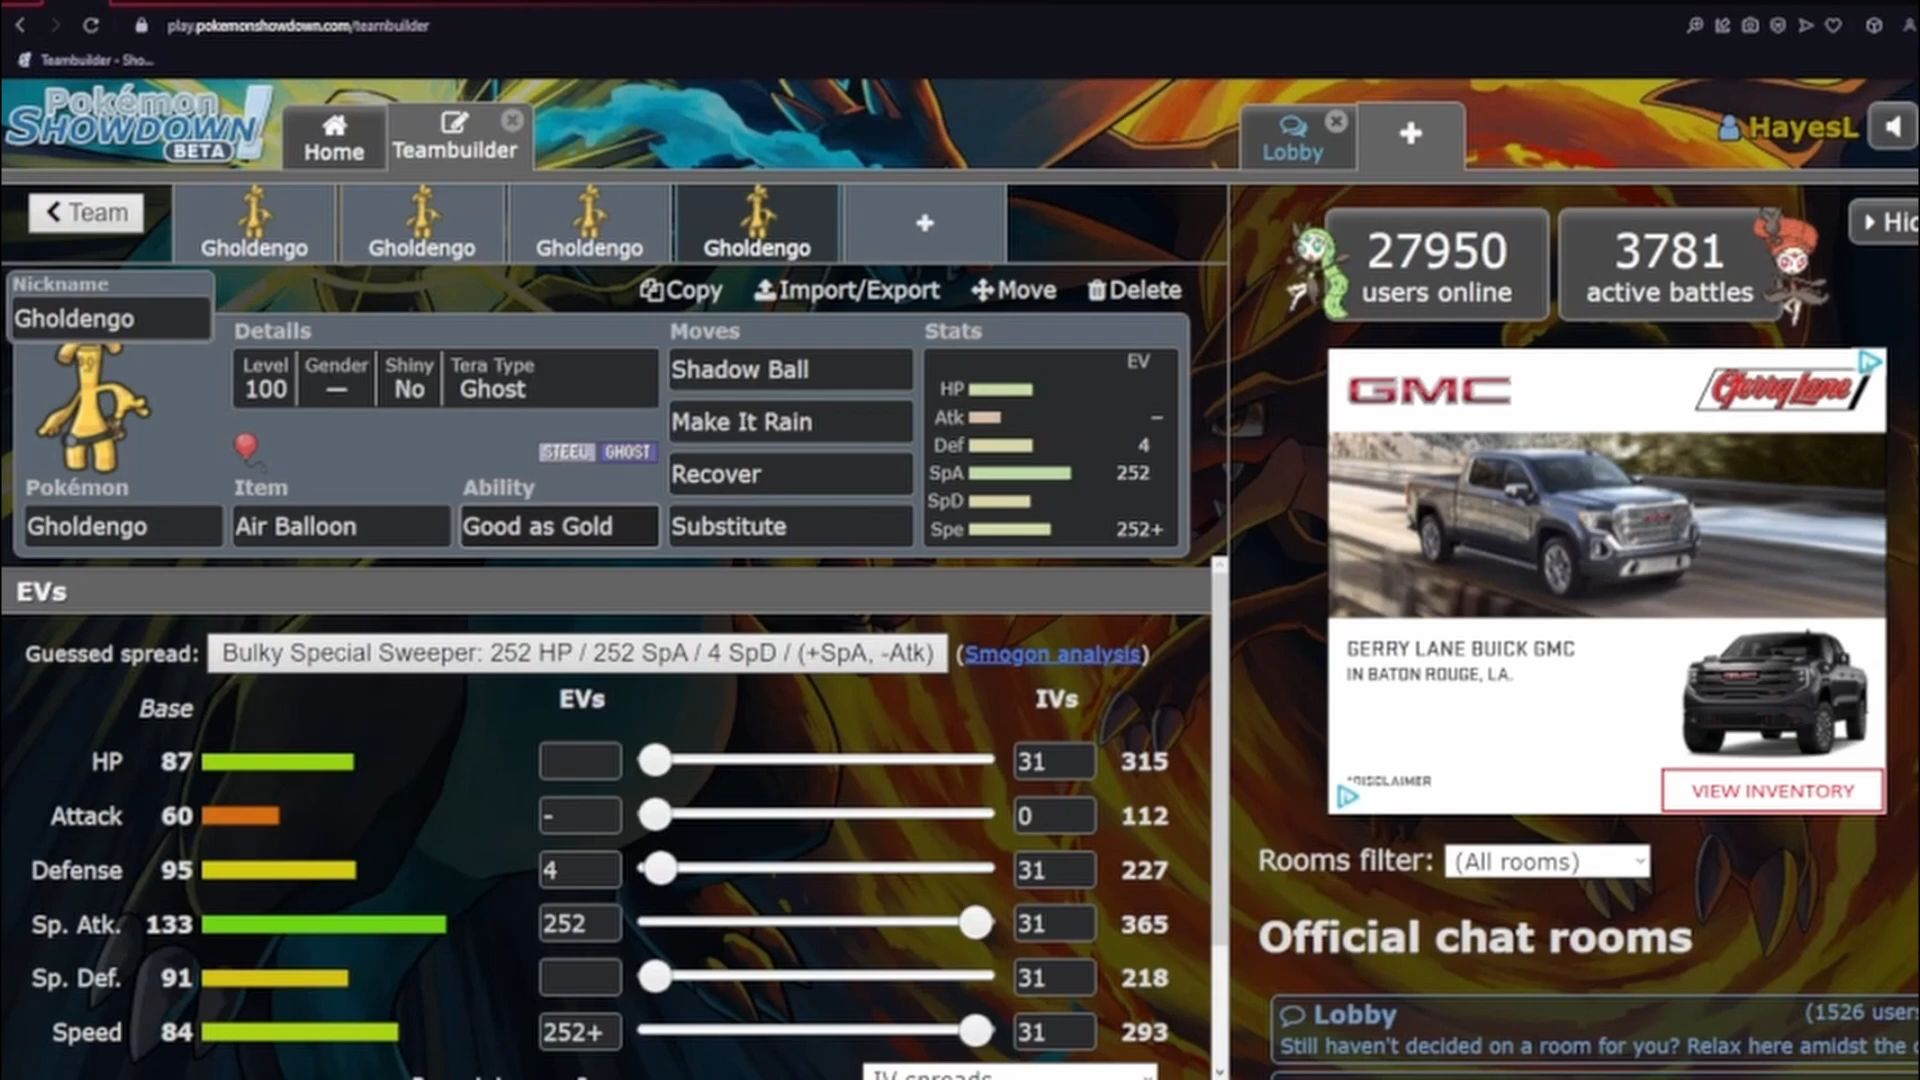 play.pokemonshowdown.com/teambuilder
Teambuilder - Sho...
Pokémon
SHOWDOWN!
BETA
Home
Teambuilder
Lobby
HayesL
Team
Gholdengo
Gholdengo
Gholdengo
Gholdengo
27950
users online
3781
active battles
Hid
Nickname
Gholdengo
Copy
Import/Export
Move
Delete
Details
Level
100
Gender
—
Shiny
No
Tera Type
Ghost
STEEL
GHOST
Pokémon
Gholdengo
Item
Air Balloon
Ability
Good as Gold
Moves
Shadow Ball
Make It Rain
Recover
Substitute
Stats
EV
HP
Atk –
Def 4
SpA 252
SpD
Spe 252+
EVs
Guessed spread: Bulky Special Sweeper: 252 HP / 252 SpA / 4 SpD / (+SpA, -Atk) (Smogon analysis)
Base EVs IVs
HP 87 31 315
Attack 60 - 0 112
Defense 95 4 31 227
Sp. Atk. 133 252 31 365
Sp. Def. 91 31 218
Speed 84 252+ 31 293
IV spreads
GMC
Gerry Lane
GERRY LANE BUICK GMC
IN BATON ROUGE, LA.
*DISCLAIMER
VIEW INVENTORY
Rooms filter: (All rooms)
Official chat rooms
Lobby
(1526 users
Still haven't decided on a room for you? Relax here amidst the